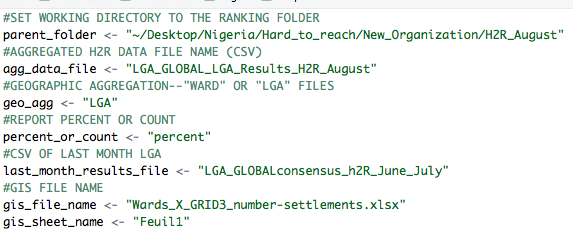 #SET WORKING DIRECTORY TO THE RANKING FOLDER
parent_folder <- "~/Desktop/Nigeria/Hard_to_reach/New_Organization/H2R_August"
#AGGREGATED H2R DATA FILE NAME (CSV)
agg_data_file <- "LGA_GLOBAL_LGA_Results_H2R_August"
#GEOGRAPHIC AGGREGATION--"WARD" OR "LGA" FILES
geo_agg <- "LGA"
#REPORT PERCENT OR COUNT
percent_or_count <- "percent"
#CSV OF LAST MONTH LGA
last_month_results_file <- "LGA_GLOBALconsensus_h2R_June_July"
#GIS FILE NAME
gis_file_name <- "Wards_X_GRID3_number-settlements.xlsx"
gis_sheet_name <- "Feuil1"